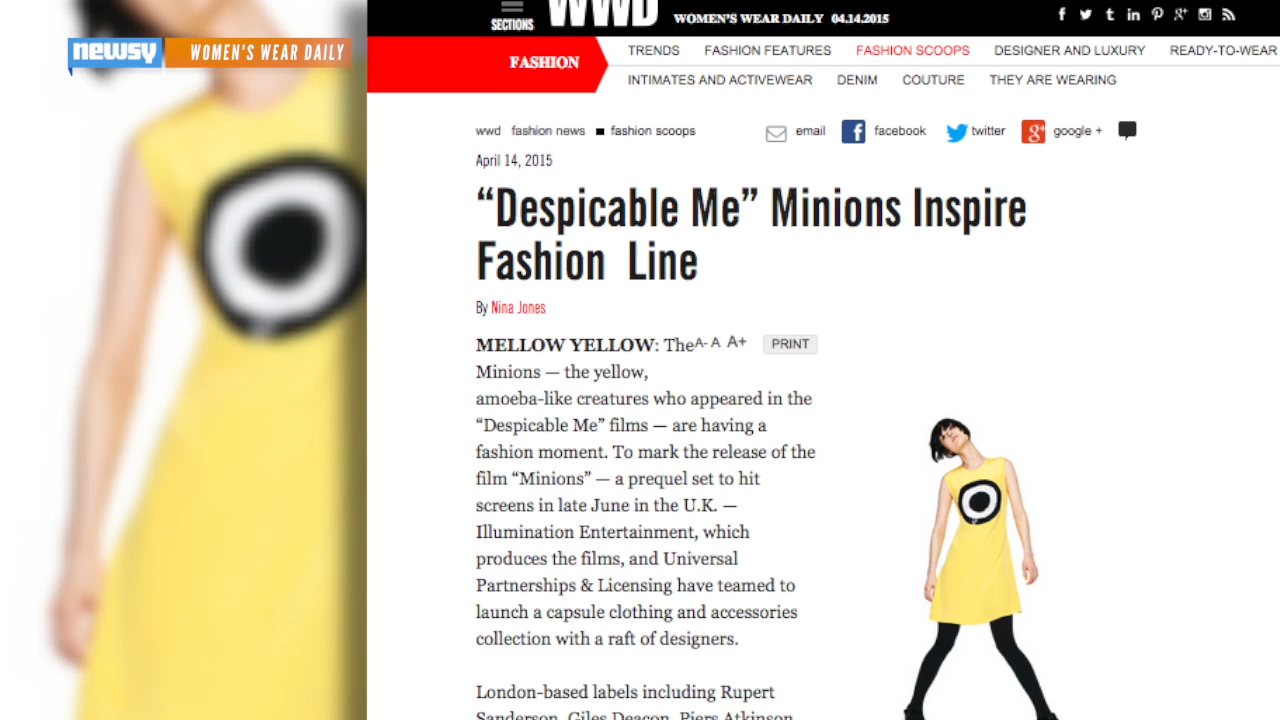 newsy WOMEN'S WEAR DAILY
SECTIONS WWD WOMEN'S WEAR DAILY 04.14.2015
FASHION
TRENDS FASHION FEATURES FASHION SCOOPS DESIGNER AND LUXURY READY-TO-WEAR
INTIMATES AND ACTIVEWEAR DENIM COUTURE THEY ARE WEARING
wwd fashion news ■ fashion scoops email facebook twitter google +
April 14, 2015
“Despicable Me” Minions Inspire
Fashion Line
By Nina Jones
MELLOW YELLOW: The A- A A+ PRINT
Minions — the yellow,
amoeba-like creatures who appeared in the
“Despicable Me” films — are having a
fashion moment. To mark the release of the
film “Minions” — a prequel set to hit
screens in late June in the U.K. —
Illumination Entertainment, which
produces the films, and Universal
Partnerships & Licensing have teamed to
launch a capsule clothing and accessories
collection with a raft of designers.
London-based labels including Rupert
Sanderson, Giles Deacon, Piers Atkinson